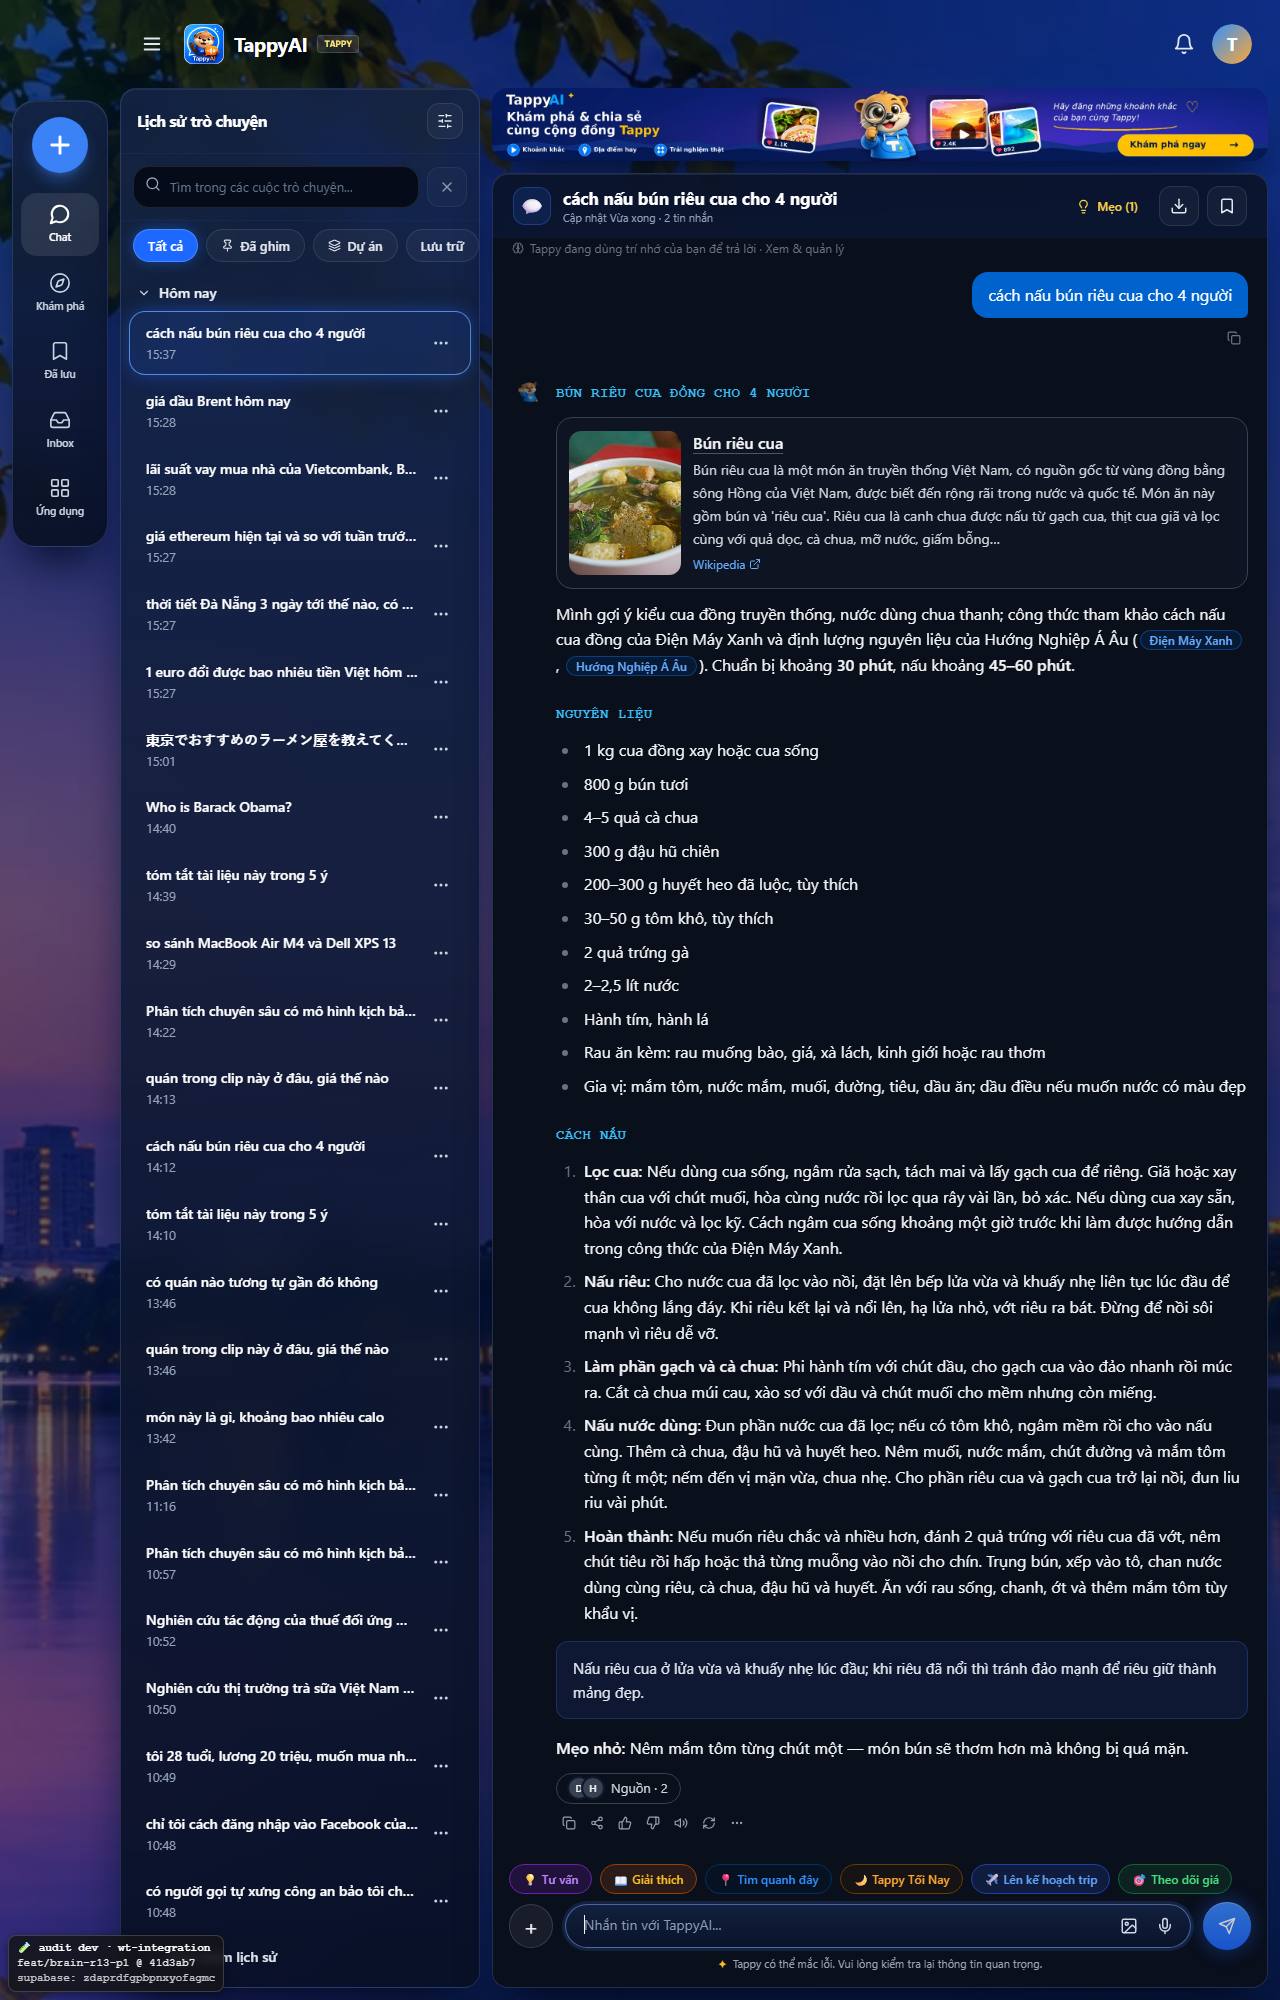 TappyAI
TAPPY
T
Lịch sử trò chuyện
Tìm trong các cuộc trò chuyện...
Tất cả
Đã ghim
Dự án
Lưu trữ
Chat
Khám phá
Đã lưu
Inbox
Ứng dụng
Hôm nay
cách nấu bún riêu cua cho 4 người
15:37
giá dầu Brent hôm nay
15:28
lãi suất vay mua nhà của Vietcombank, B...
15:28
giá ethereum hiện tại và so với tuần trướ...
15:27
thời tiết Đà Nẵng 3 ngày tới thế nào, có ...
15:27
1 euro đổi được bao nhiêu tiền Việt hôm ...
15:27
東京でおすすめのラーメン屋を教えてく...
15:01
Who is Barack Obama?
14:40
tóm tắt tài liệu này trong 5 ý
14:39
so sánh MacBook Air M4 và Dell XPS 13
14:29
Phân tích chuyên sâu có mô hình kịch bả...
14:22
quán trong clip này ở đâu, giá thế nào
14:13
cách nấu bún riêu cua cho 4 người
14:12
tóm tắt tài liệu này trong 5 ý
14:10
có quán nào tương tự gần đó không
13:46
quán trong clip này ở đâu, giá thế nào
13:46
món này là gì, khoảng bao nhiêu calo
13:42
Phân tích chuyên sâu có mô hình kịch bả...
11:16
Phân tích chuyên sâu có mô hình kịch bả...
10:57
Nghiên cứu tác động của thuế đối ứng ...
10:52
Nghiên cứu thị trường trà sữa Việt Nam ...
10:50
tôi 28 tuổi, lương 20 triệu, muốn mua nh...
10:49
chỉ tôi cách đăng nhập vào Facebook của...
10:48
có người gọi tự xưng công an bảo tôi ch...
10:48
lịch sử
audit dev · wt-integration
feat/brain-r13-p1 @ 41d3ab7
supabase: zdaprdfgpbpnxyofagmc
TappyAI
Khám phá & chia sẻ
cùng cộng đồng Tappy
Khoảnh khắc
Địa điểm hay
Trải nghiệm thật
1.1K
2.4K
892
Hãy đăng những khoảnh khắc
của bạn cùng Tappy!
Khám phá ngay →
cách nấu bún riêu cua cho 4 người
Cập nhật Vừa xong · 2 tin nhắn
Mẹo (1)
Tappy đang dùng trí nhớ của bạn để trả lời · Xem & quản lý
cách nấu bún riêu cua cho 4 người
BÚN RIÊU CUA ĐỒNG CHO 4 NGƯỜI
Bún riêu cua
Bún riêu cua là một món ăn truyền thống Việt Nam, có nguồn gốc từ vùng đồng bằng
sông Hồng của Việt Nam, được biết đến rộng rãi trong nước và quốc tế. Món ăn này
gồm bún và 'riêu cua'. Riêu cua là canh chua được nấu từ gạch cua, thịt cua giã và lọc
cùng với quả dọc, cà chua, mỡ nước, giấm bỗng...
Wikipedia
Mình gợi ý kiểu cua đồng truyền thống, nước dùng chua thanh; công thức tham khảo cách nấu
cua đồng của Điện Máy Xanh và định lượng nguyên liệu của Hướng Nghiệp Á Âu ( Điện Máy Xanh
, Hướng Nghiệp Á Âu ). Chuẩn bị khoảng 30 phút, nấu khoảng 45–60 phút.
NGUYÊN LIỆU
1 kg cua đồng xay hoặc cua sống
800 g bún tươi
4–5 quả cà chua
300 g đậu hũ chiên
200–300 g huyết heo đã luộc, tùy thích
30–50 g tôm khô, tùy thích
2 quả trứng gà
2–2,5 lít nước
Hành tím, hành lá
Rau ăn kèm: rau muống bào, giá, xà lách, kinh giới hoặc rau thơm
Gia vị: mắm tôm, nước mắm, muối, đường, tiêu, dầu ăn; dầu điều nếu muốn nước có màu đẹp
CÁCH NẤU
1. Lọc cua: Nếu dùng cua sống, ngâm rửa sạch, tách mai và lấy gạch cua để riêng. Giã hoặc xay
thân cua với chút muối, hòa cùng nước rồi lọc qua rây vài lần, bỏ xác. Nếu dùng cua xay sẵn,
hòa với nước và lọc kỹ. Cách ngâm cua sống khoảng một giờ trước khi làm được hướng dẫn
trong công thức của Điện Máy Xanh.
2. Nấu riêu: Cho nước cua đã lọc vào nồi, đặt lên bếp lửa vừa và khuấy nhẹ liên tục lúc đầu để
cua không lắng đáy. Khi riêu kết lại và nổi lên, hạ lửa nhỏ, vớt riêu ra bát. Đừng để nồi sôi
mạnh vì riêu dễ vỡ.
3. Làm phần gạch và cà chua: Phi hành tím với chút dầu, cho gạch cua vào đảo nhanh rồi múc
ra. Cắt cà chua múi cau, xào sơ với dầu và chút muối cho mềm nhưng còn miếng.
4. Nấu nước dùng: Đun phần nước cua đã lọc; nếu có tôm khô, ngâm mềm rồi cho vào nấu
cùng. Thêm cà chua, đậu hũ và huyết heo. Nêm muối, nước mắm, chút đường và mắm tôm
từng ít một; nếm đến vị mặn vừa, chua nhẹ. Cho phần riêu cua và gạch cua trở lại nồi, đun liu
riu vài phút.
5. Hoàn thành: Nếu muốn riêu chắc và nhiều hơn, đánh 2 quả trứng với riêu cua đã vớt, nêm
chút tiêu rồi hấp hoặc thả từng muỗng vào nồi cho chín. Trụng bún, xếp vào tô, chan nước
dùng cùng riêu, cà chua, đậu hũ và huyết. Ăn với rau sống, chanh, ớt và thêm mắm tôm tùy
khẩu vị.
Nấu riêu cua ở lửa vừa và khuấy nhẹ lúc đầu; khi riêu đã nổi thì tránh đảo mạnh để riêu giữ thành
mảng đẹp.
Mẹo nhỏ: Nêm mắm tôm từng chút một — món bún sẽ thơm hơn mà không bị quá mặn.
H Nguồn · 2
Tư vấn
Giải thích
Tìm quanh đây
Tappy Tối Nay
Lên kế hoạch trip
Theo dõi giá
Nhắn tin với TappyAI...
Tappy có thể mắc lỗi. Vui lòng kiểm tra lại thông tin quan trọng.